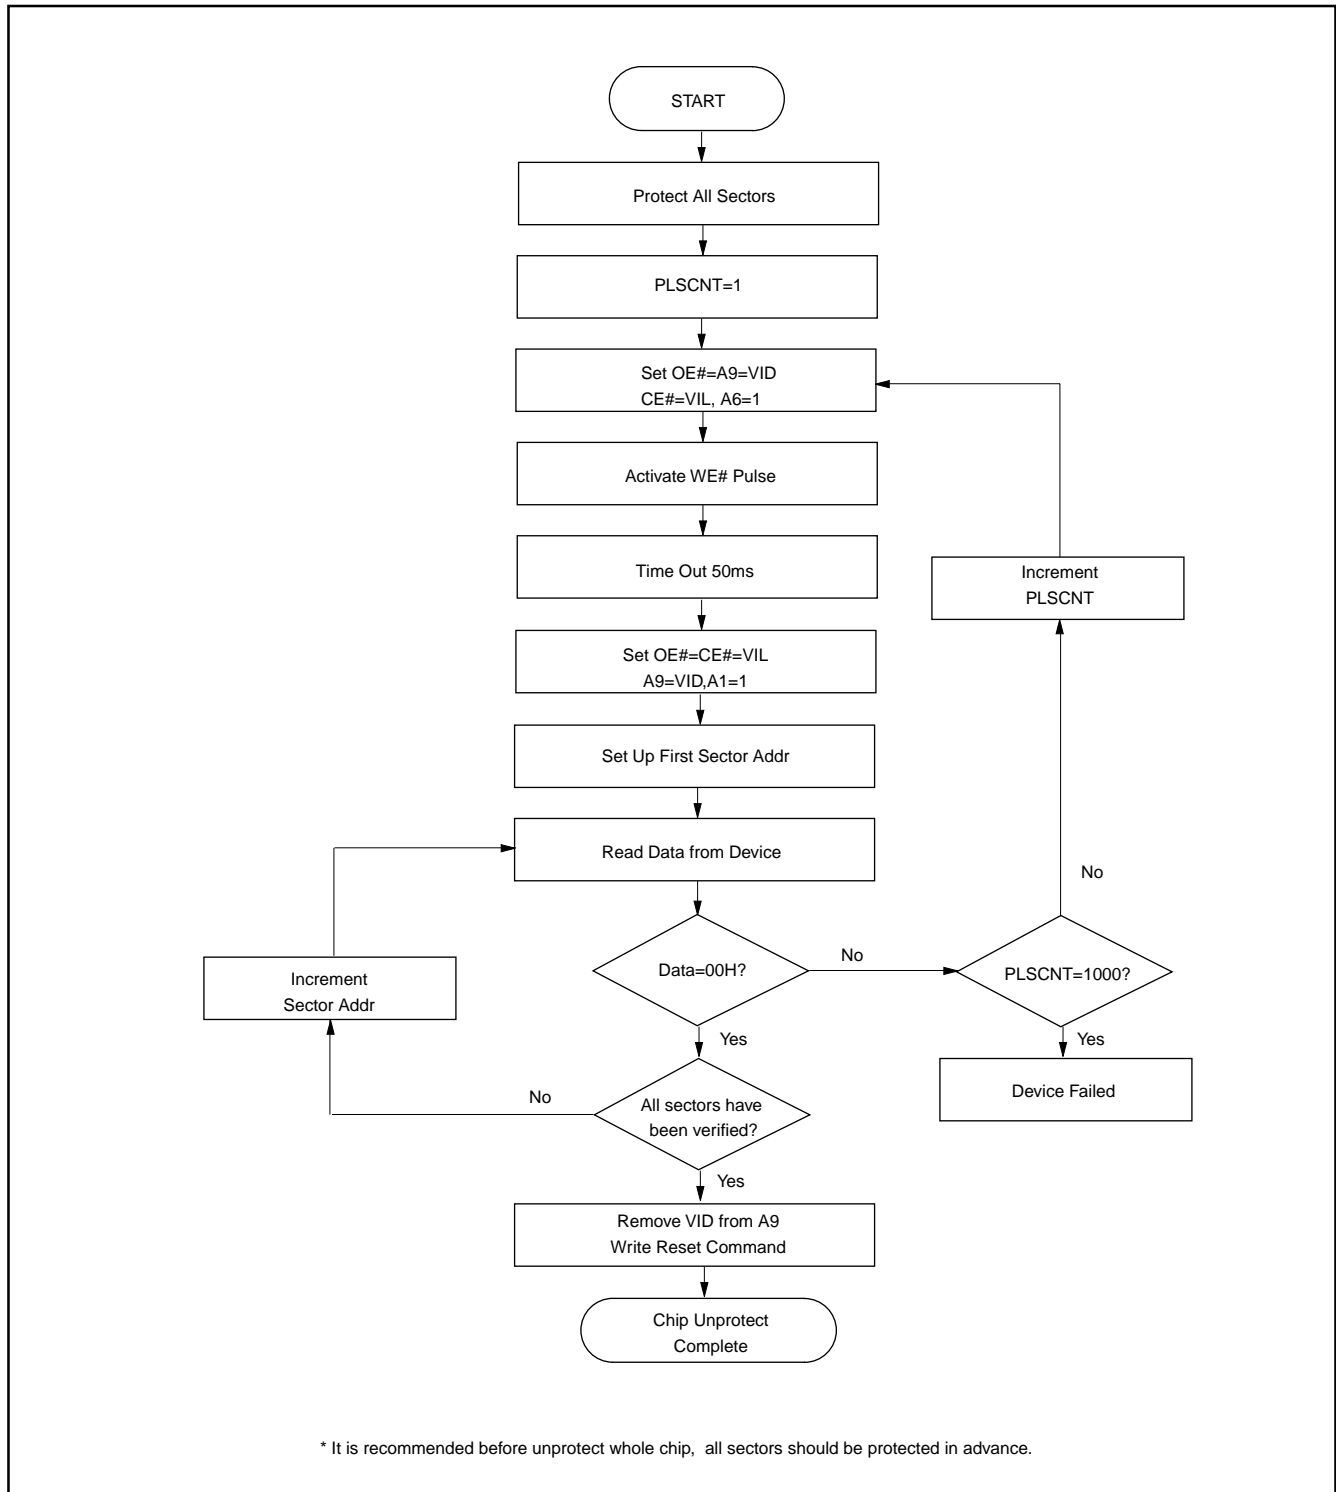 START
Protect All Sectors
PLSCNT=1
Set OE#=A9=VID
CE#=VIL, A6=1
Activate WE# Pulse
Time Out 50ms
Increment
PLSCNT
Set OE#=CE#=VIL
A9=VID,A1=1
Set Up First Sector Addr
Read Data from Device
No
Data=00H?
No
PLSCNT=1000?
Increment
Sector Addr
Yes
Yes
Device Failed
No
All sectors have
been verified?
Yes
Remove VID from A9
Write Reset Command
Chip Unprotect
Complete
* It is recommended before unprotect whole chip, all sectors should be protected in advance.